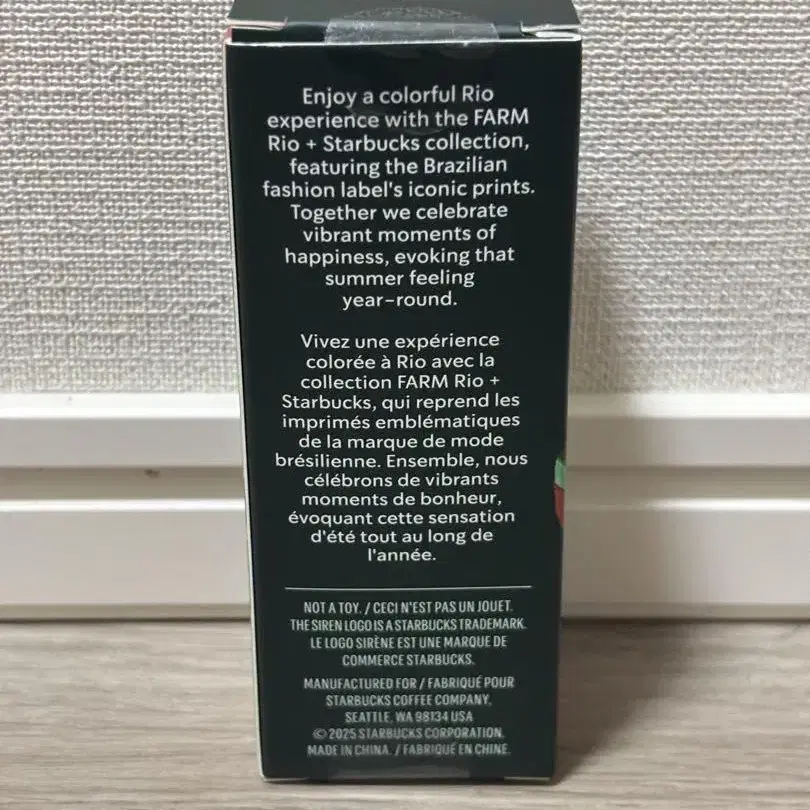 Enjoy a colorful Rio
experience with the FARM
Rio + Starbucks collection,
featuring the Brazilian
fashion label's iconic prints.
Together we celebrate
vibrant moments of
happiness, evoking that
summer feeling
year-round.
Vivez une expérience
colorée à Rio avec la
collection FARM Rio +
Starbucks, qui reprend les
imprimés emblématiques
de la marque de mode
brésilienne. Ensemble, nous
célébrons de vibrants
moments de bonheur,
évoquant cette sensation
d'été tout au long de
l'année.
NOT A TOY. / CECI N'EST PAS UN JOUET.
THE SIREN LOGO IS A STARBUCKS TRADEMARK.
LE LOGO SIRÈNE EST UNE MARQUE DE
COMMERCE STARBUCKS.
MANUFACTURED FOR / FABRIQUÉ POUR
STARBUCKS COFFEE COMPANY,
SEATTLE, WA 98134 USA
© 2025 STARBUCKS CORPORATION.
MADE IN CHINA. / FABRIQUÉ EN CHINE.